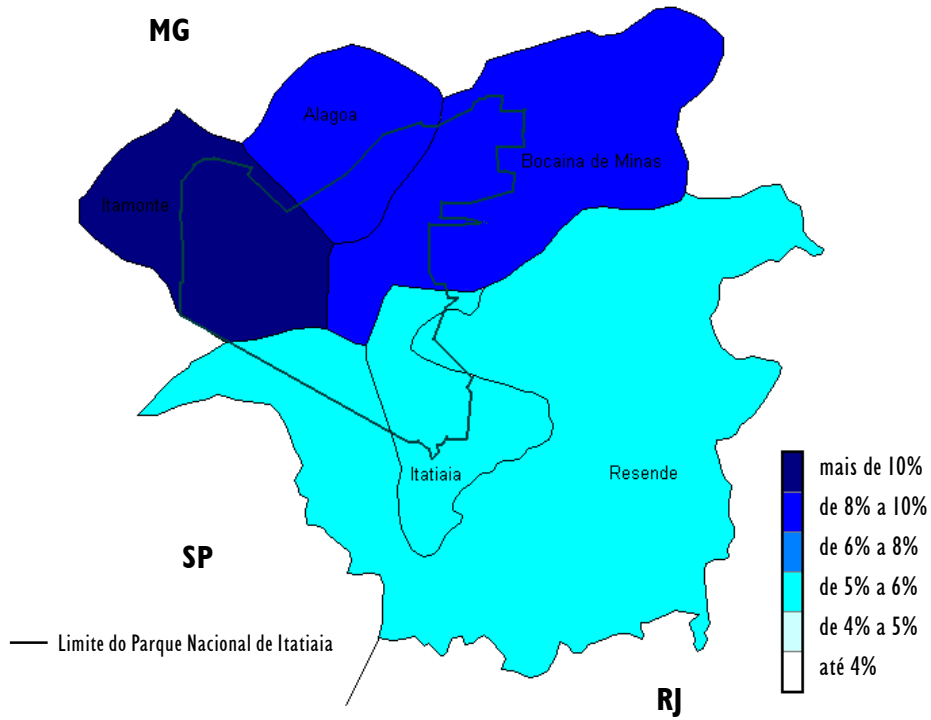 MG
Alagoa
Bocaina de Minas
Itamonte
Itatiaia
Resende
mais de 10%
de 8% a 10%
de 6% a 8%
de 5% a 6%
de 4% a 5%
até 4%
SP
Limite do Parque Nacional de Itatiaia
RJ